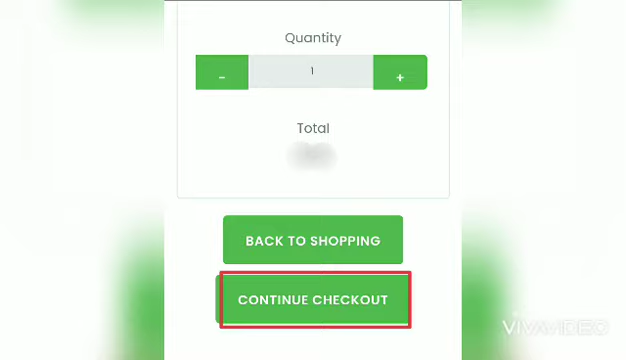 Quantity
-
1
+
Total
BACK TO SHOPPING
CONTINUE CHECKOUT
VIVAVIDEO